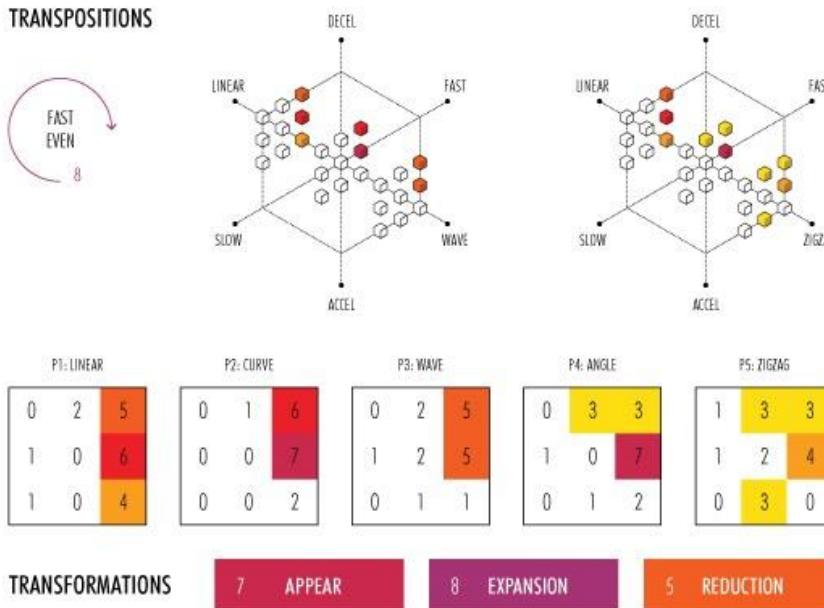 TRANSPOSITIONS
FAST
EVEN
8
DECEL
LINEAR
FAST
SLOW
WAVE
ACCEL
DECEL
LINEAR
FAS
SLOW
ZIGZ
ACCEL
P1: LINEAR
0 2 5
1 0 6
1 0 4
P2: CURVE
0 1 6
0 0 7
0 0 2
P3: WAVE
0 2 5
1 2 5
0 1 1
P4: ANGLE
0 3 3
1 0 7
0 1 2
P5: ZIGZAG
1 3 3
1 2 4
0 3 0
TRANSFORMATIONS
7 APPEAR
8 EXPANSION
5 REDUCTION